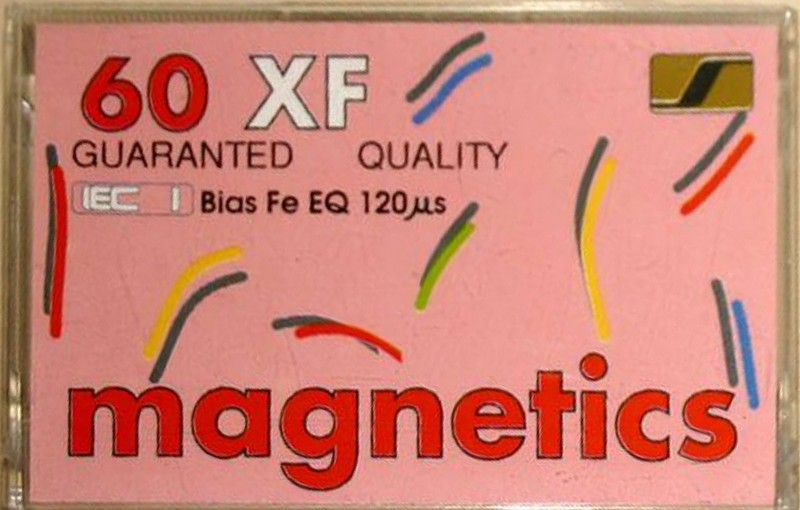 60 XF
GUARANTED QUALITY
IEC I Bias Fe EQ 120µs
magnetics